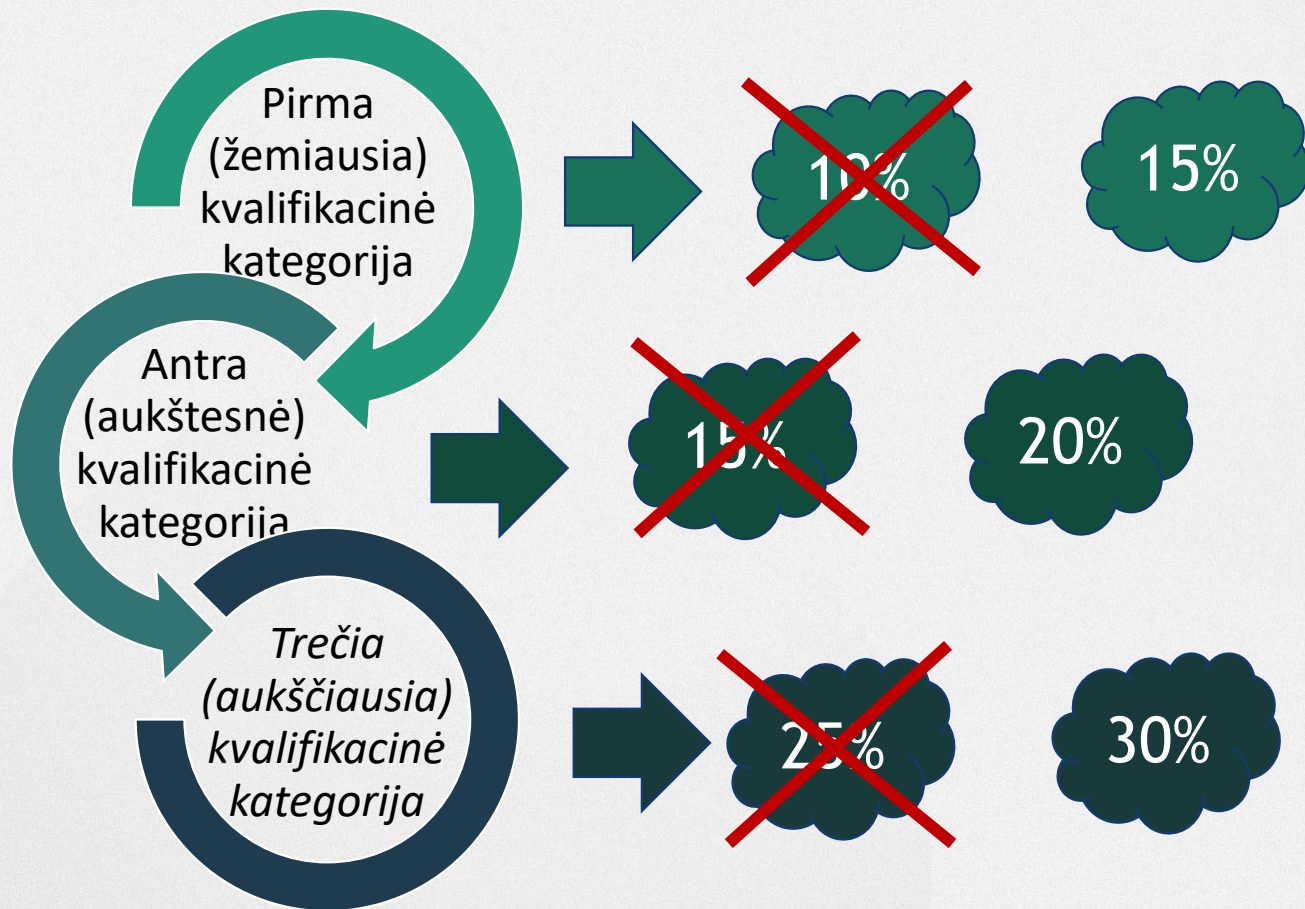 Pirma
(žemiausia)
kvalifikacinė
kategorija
10%
15%
Antra
(aukštesnė)
kvalifikacinė
kategorija
15%
20%
Trečia
(aukščiausia)
kvalifikacinė
kategorija
25%
30%